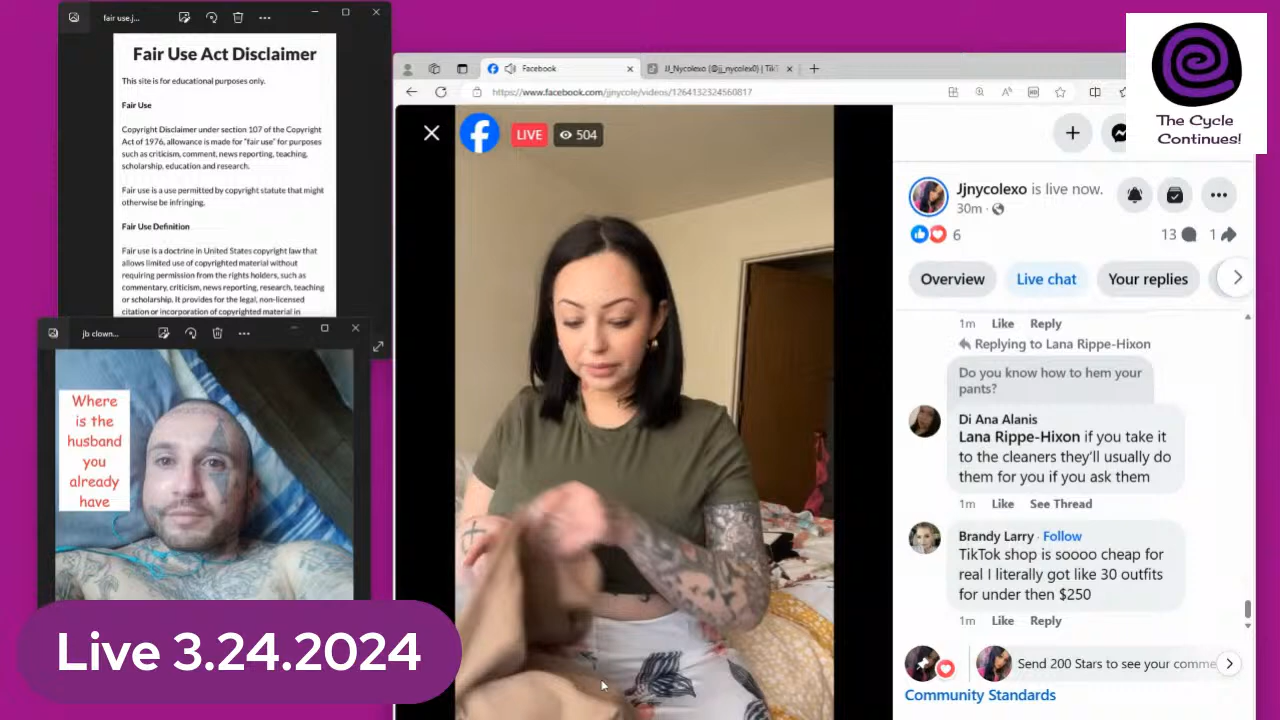 fair use.j...
Fair Use Act Disclaimer
This site is for educational purposes only.
Fair Use
Copyright Disclaimer under section 107 of the Copyright
Act of 1976, allowance is made for "fair use" for purposes
such as criticism, comment, news reporting, teaching,
scholarship, education and research.
Fair use is a use permitted by copyright statute that might
otherwise be infringing.
Fair Use Definition
Fair use is a doctrine in United States copyright law that
allows limited use of copyrighted material without
requiring permission from the rights holders, such as
commentary, criticism, news reporting, research, teaching
or scholarship. It provides for the legal, non-licensed
citation or incorporation of copyrighted material in
jb clown...
Where
is the
husband
you
already
have
Live 3.24.2024
Facebook
JJ_Nycolexo (@jj_nycolex0) | Tik
https://www.facebook.com/jjnycole/videos/1264132324560817
LIVE
504
The Cycle
Continues!
Jjnycolexo is live now.
30m
6
13
1
Overview
Live chat
Your replies
1m Like Reply
Replying to Lana Rippe-Hixon
Do you know how to hem your
pants?
Di Ana Alanis
Lana Rippe-Hixon if you take it
to the cleaners they'll usually do
them for you if you ask them
1m Like See Thread
Brandy Larry · Follow
TikTok shop is soooo cheap for
real I literally got like 30 outfits
for under then $250
1m Like Reply
Send 200 Stars to see your comme
Community Standards